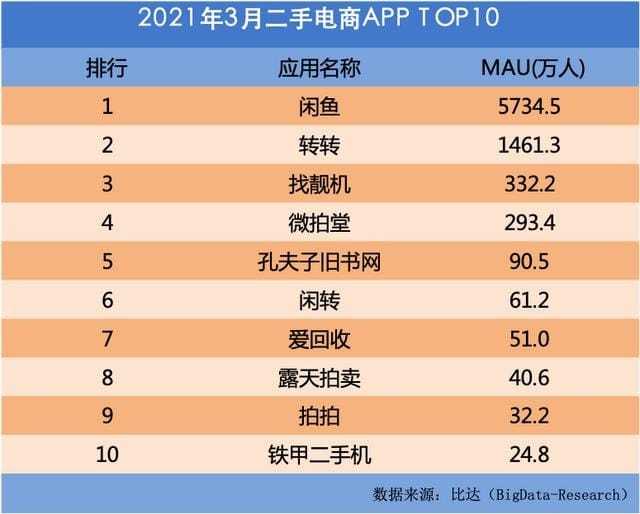 2021年3月二手电商APP TOP10
排行 应用名称 MAU(万人)
1 闲鱼 5734.5
2 转转 1461.3
3 找靓机 332.2
4 微拍堂 293.4
5 孔夫子旧书网 90.5
6 闲转 61.2
7 爱回收 51.0
8 露天拍卖 40.6
9 拍拍 32.2
10 铁甲二手机 24.8
数据来源：比达（BigData-Research）